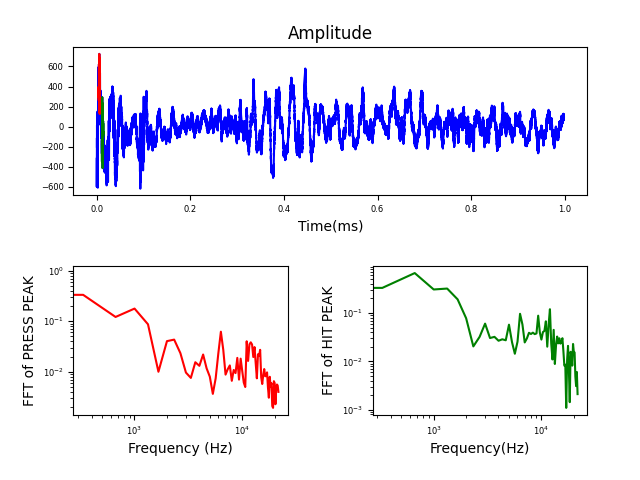 Amplitude
600
400
200
0
−200
−400
−600
0.0 0.2 0.4 0.6 0.8 1.0
Time(ms)
FFT of PRESS PEAK
10⁰
10⁻¹
10⁻²
10³ 10⁴
Frequency (Hz)
FFT of HIT PEAK
10⁻¹
10⁻²
10⁻³
10³ 10⁴
Frequency(Hz)